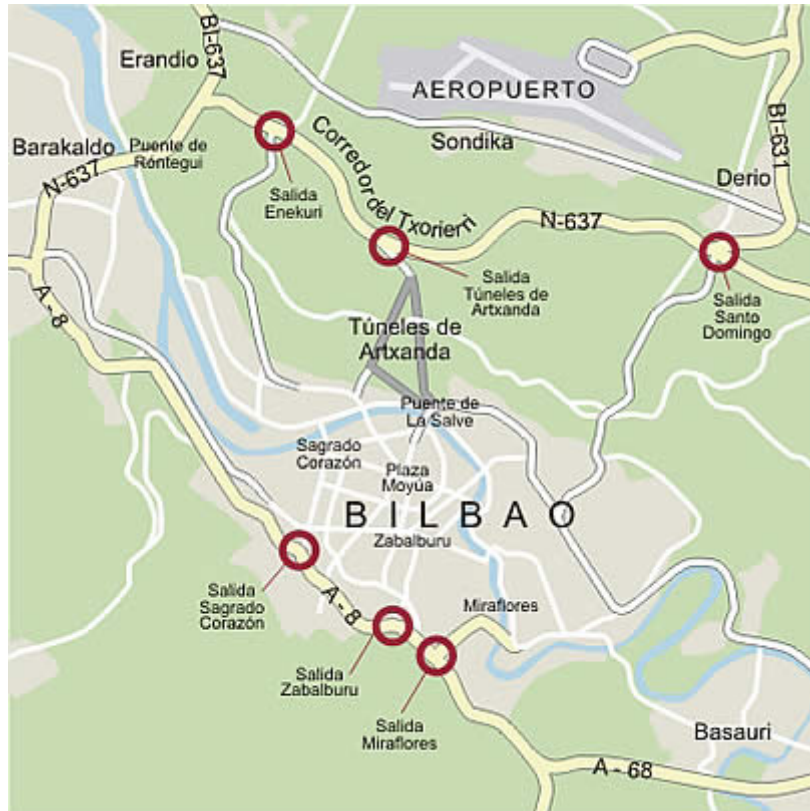 BI-637
Erandio
AEROPUERTO
Corredor del Txorierri
Sondika
BI-631
Barakaldo
Puente de
Róntegui
N-637
Salida
Enekuri
Derio
N-637
Salida
Túneles de
Artxanda
Salida
Santo
Domingo
A - 8
Túneles de
Artxanda
Puente de
La Salve
Sagrado
Corazón
Plaza
Moyúa
BILBAO
Zabalburu
Salida
Sagrado
Corazón
A - 8
Miraflores
Salida
Zabalburu
Salida
Miraflores
Basauri
A - 68